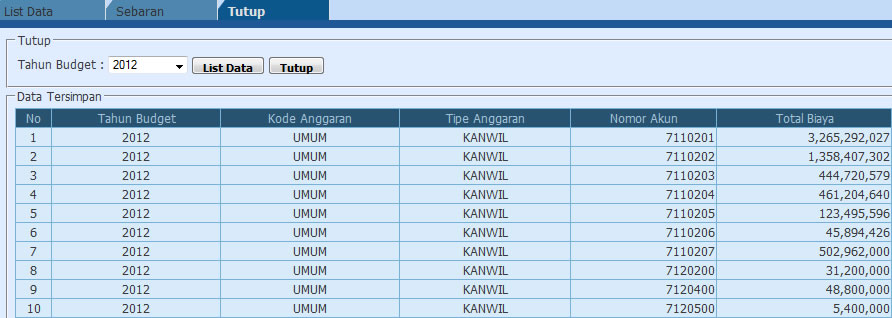 List Data Sebaran Tutup
Tutup
Tahun Budget : 2012 List Data Tutup
Data Tersimpan
No Tahun Budget Kode Anggaran Tipe Anggaran Nomor Akun Total Biaya
1 2012 UMUM KANWIL 7110201 3,265,292,027
2 2012 UMUM KANWIL 7110202 1,358,407,302
3 2012 UMUM KANWIL 7110203 444,720,579
4 2012 UMUM KANWIL 7110204 461,204,640
5 2012 UMUM KANWIL 7110205 123,495,596
6 2012 UMUM KANWIL 7110206 45,894,426
7 2012 UMUM KANWIL 7110207 502,962,000
8 2012 UMUM KANWIL 7120200 31,200,000
9 2012 UMUM KANWIL 7120400 48,800,000
10 2012 UMUM KANWIL 7120500 5,400,000